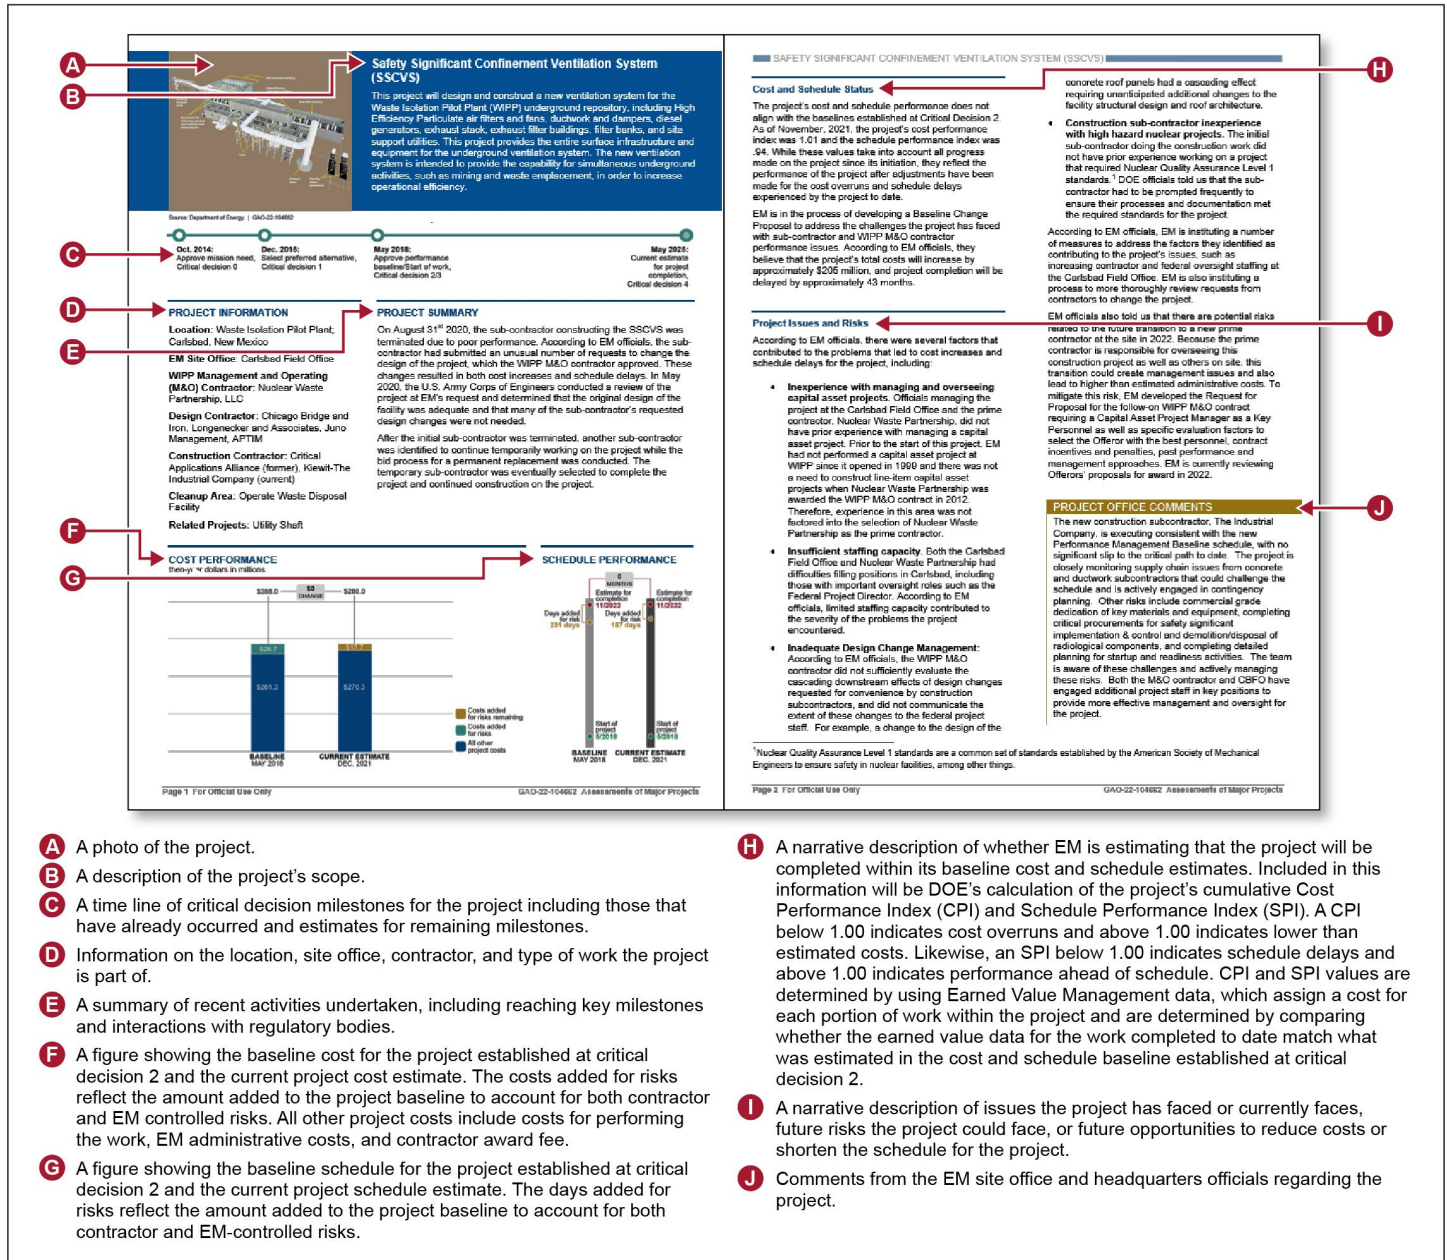 A
B
Safety Significant Confinement Ventilation System
(SSCVS)
This project will design and construct a new ventilation system for the
Waste Isolation Pilot Plant (WIPP) underground repository, including High
Efficiency Particulate air filters and fans, ductwork and dampers, diesel
generators, exhaust stack, exhaust filter buildings, filter banks, and site
support utilities. This project provides the entire surface infrastructure and
equipment for the underground ventilation system. The new ventilation
system is intended to provide the capability for simultaneous underground
activities, such as mining and waste emplacement, in order to increase
operational efficiency.
Source: Department of Energy. | GAO-22-104662
C
Oct. 2014:
Approve mission need,
Critical decision 0
Dec. 2015:
Select preferred alternative,
Critical decision 1
May 2018:
Approve performance
baseline/Start of work,
Critical decision 2/3
May 2025:
Current estimate
for project
completion,
Critical decision 4
D
PROJECT INFORMATION
Location: Waste Isolation Pilot Plant;
Carlsbad, New Mexico
EM Site Office: Carlsbad Field Office
WIPP Management and Operating
(M&O) Contractor: Nuclear Waste
Partnership, LLC
Design Contractor: Chicago Bridge and
Iron, Longenecker and Associates, Juno
Management, APTIM
Construction Contractor: Critical
Applications Alliance (former), Kiewit-The
Industrial Company (current)
Cleanup Area: Operate Waste Disposal
Facility
Related Projects: Utility Shaft
E
PROJECT SUMMARY
On August 31st 2020, the sub-contractor constructing the SSCVS was
terminated due to poor performance. According to EM officials, the sub-
contractor had submitted an unusual number of requests to change the
design of the project, which the WIPP M&O contractor approved. These
changes resulted in both cost increases and schedule delays. In May
2020, the U.S. Army Corps of Engineers conducted a review of the
project at EM's request and determined that the original design of the
facility was adequate and that many of the sub-contractor's requested
design changes were not needed.
After the initial sub-contractor was terminated, another sub-contractor
was identified to continue temporarily working on the project while the
bid process for a permanent replacement was conducted. The
temporary sub-contractor was eventually selected to complete the
project and continued construction on the project.
F
COST PERFORMANCE
then-year dollars in millions
$288.0
$0
CHANGE
$288.0
$26.7
$261.3
$17.7
$270.3
Costs added
for risks remaining
Costs added
for risks
All other
project costs
BASELINE
MAY 2018
CURRENT ESTIMATE
DEC. 2021
G
SCHEDULE PERFORMANCE
0
MONTHS
Estimate for
completion
11/2022
Estimate for
completion
11/2022
Days added
for risk
231 days
Days added
for risk
187 days
Start of
project
5/2018
Start of
project
5/2018
BASELINE
MAY 2018
CURRENT ESTIMATE
DEC. 2021
Page 1 For Official Use Only
GAO-22-104662 Assessments of Major Projects
SAFETY SIGNIFICANT CONFINEMENT VENTILATION SYSTEM (SSCVS)
H
Cost and Schedule Status
The project's cost and schedule performance does not
align with the baselines established at Critical Decision 2.
As of November, 2021, the project's cost performance
index was 1.01 and the schedule performance index was
.94. While these values take into account all progress
made on the project since its initiation, they reflect the
performance of the project after adjustments have been
made for the cost overruns and schedule delays
experienced by the project to date.
EM is in the process of developing a Baseline Change
Proposal to address the challenges the project has faced
with sub-contractor and WIPP M&O contractor
performance issues. According to EM officials, they
believe that the project's total costs will increase by
approximately $205 million, and project completion will be
delayed by approximately 43 months.
I
Project Issues and Risks
According to EM officials, there were several factors that
contributed to the problems that led to cost increases and
schedule delays for the project, including:
• Inexperience with managing and overseeing
capital asset projects. Officials managing the
project at the Carlsbad Field Office and the prime
contractor, Nuclear Waste Partnership, did not
have prior experience with managing a capital
asset project. Prior to the start of this project, EM
had not performed a capital asset project at
WIPP since it opened in 1999 and there was not
a need to construct line-item capital asset
projects when Nuclear Waste Partnership was
awarded the WIPP M&O contract in 2012.
Therefore, experience in this area was not
factored into the selection of Nuclear Waste
Partnership as the prime contractor.
• Insufficient staffing capacity. Both the Carlsbad
Field Office and Nuclear Waste Partnership had
difficulties filling positions in Carlsbad, including
those with important oversight roles such as the
Federal Project Director. According to EM
officials, limited staffing capacity contributed to
the severity of the problems the project
encountered.
• Inadequate Design Change Management:
According to EM officials, the WIPP M&O
contractor did not sufficiently evaluate the
cascading downstream effects of design changes
requested for convenience by construction
subcontractors, and did not communicate the
extent of these changes to the federal project
staff. For example, a change to the design of the
concrete roof panels had a cascading effect
requiring unanticipated additional changes to the
facility structural design and roof architecture.
• Construction sub-contractor inexperience
with high hazard nuclear projects. The initial
sub-contractor doing the construction work did
not have prior experience working on a project
that required Nuclear Quality Assurance Level 1
standards.1 DOE officials told us that the sub-
contractor had to be prompted frequently to
ensure their processes and documentation met
the required standards for the project.
According to EM officials, EM is instituting a number
of measures to address the factors they identified as
contributing to the project's issues, such as
increasing contractor and federal oversight staffing at
the Carlsbad Field Office. EM is also instituting a
process to more thoroughly review requests from
contractors to change the project.
EM officials also told us that there are potential risks
related to the future transition to a new prime
contractor at the site in 2022. Because the prime
contractor is responsible for overseeing this
construction project as well as others on site, this
transition could create management issues and also
lead to higher than estimated administrative costs. To
mitigate this risk, EM developed the Request for
Proposal for the follow-on WIPP M&O contract
requiring a Capital Asset Project Manager as a Key
Personnel as well as specific evaluation factors to
select the Offeror with the best personnel, contract
incentives and penalties, past performance and
management approaches. EM is currently reviewing
Offerors' proposals for award in 2022.
J
PROJECT OFFICE COMMENTS
The new construction subcontractor, The Industrial
Company, is executing consistent with the new
Performance Management Baseline schedule, with no
significant slip to the critical path to date. The project is
closely monitoring supply chain issues from concrete
and ductwork subcontractors that could challenge the
schedule and is actively engaged in contingency
planning. Other risks include commercial grade
dedication of key materials and equipment, completing
critical procurements for safety significant
implementation & control and demolition/disposal of
radiological components, and completing detailed
planning for startup and readiness activities. The team
is aware of these challenges and actively managing
these risks. Both the M&O contractor and CBFO have
engaged additional project staff in key positions to
provide more effective management and oversight for
the project.
1Nuclear Quality Assurance Level 1 standards are a common set of standards established by the American Society of Mechanical
Engineers to ensure safety in nuclear facilities, among other things.
Page 2 For Official Use Only
GAO-22-104662 Assessments of Major Projects
A A photo of the project.
B A description of the project's scope.
C A time line of critical decision milestones for the project including those that
have already occurred and estimates for remaining milestones.
D Information on the location, site office, contractor, and type of work the project
is part of.
E A summary of recent activities undertaken, including reaching key milestones
and interactions with regulatory bodies.
F A figure showing the baseline cost for the project established at critical
decision 2 and the current project cost estimate. The costs added for risks
reflect the amount added to the project baseline to account for both contractor
and EM controlled risks. All other project costs include costs for performing
the work, EM administrative costs, and contractor award fee.
G A figure showing the baseline schedule for the project established at critical
decision 2 and the current project schedule estimate. The days added for
risks reflect the amount added to the project baseline to account for both
contractor and EM-controlled risks.
H A narrative description of whether EM is estimating that the project will be
completed within its baseline cost and schedule estimates. Included in this
information will be DOE's calculation of the project's cumulative Cost
Performance Index (CPI) and Schedule Performance Index (SPI). A CPI
below 1.00 indicates cost overruns and above 1.00 indicates lower than
estimated costs. Likewise, an SPI below 1.00 indicates schedule delays and
above 1.00 indicates performance ahead of schedule. CPI and SPI values are
determined by using Earned Value Management data, which assign a cost for
each portion of work within the project and are determined by comparing
whether the earned value data for the work completed to date match what
was estimated in the cost and schedule baseline established at critical
decision 2.
I A narrative description of issues the project has faced or currently faces,
future risks the project could face, or future opportunities to reduce costs or
shorten the schedule for the project.
J Comments from the EM site office and headquarters officials regarding the
project.